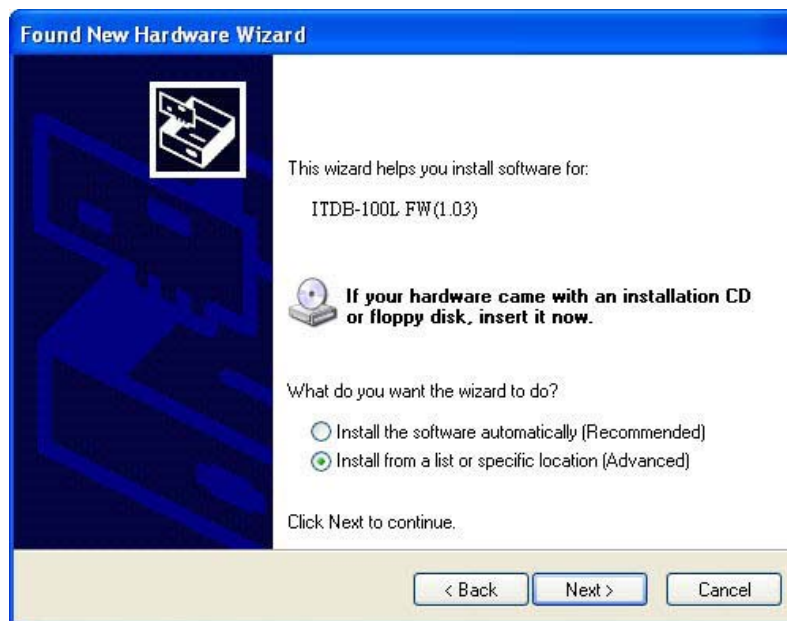 Found New Hardware Wizard
This wizard helps you install software for:
ITDB-100L FW(1.03)
If your hardware came with an installation CD
or floppy disk, insert it now.
What do you want the wizard to do?
Install the software automatically (Recommended)
Install from a list or specific location (Advanced)
Click Next to continue.
< Back Next > Cancel